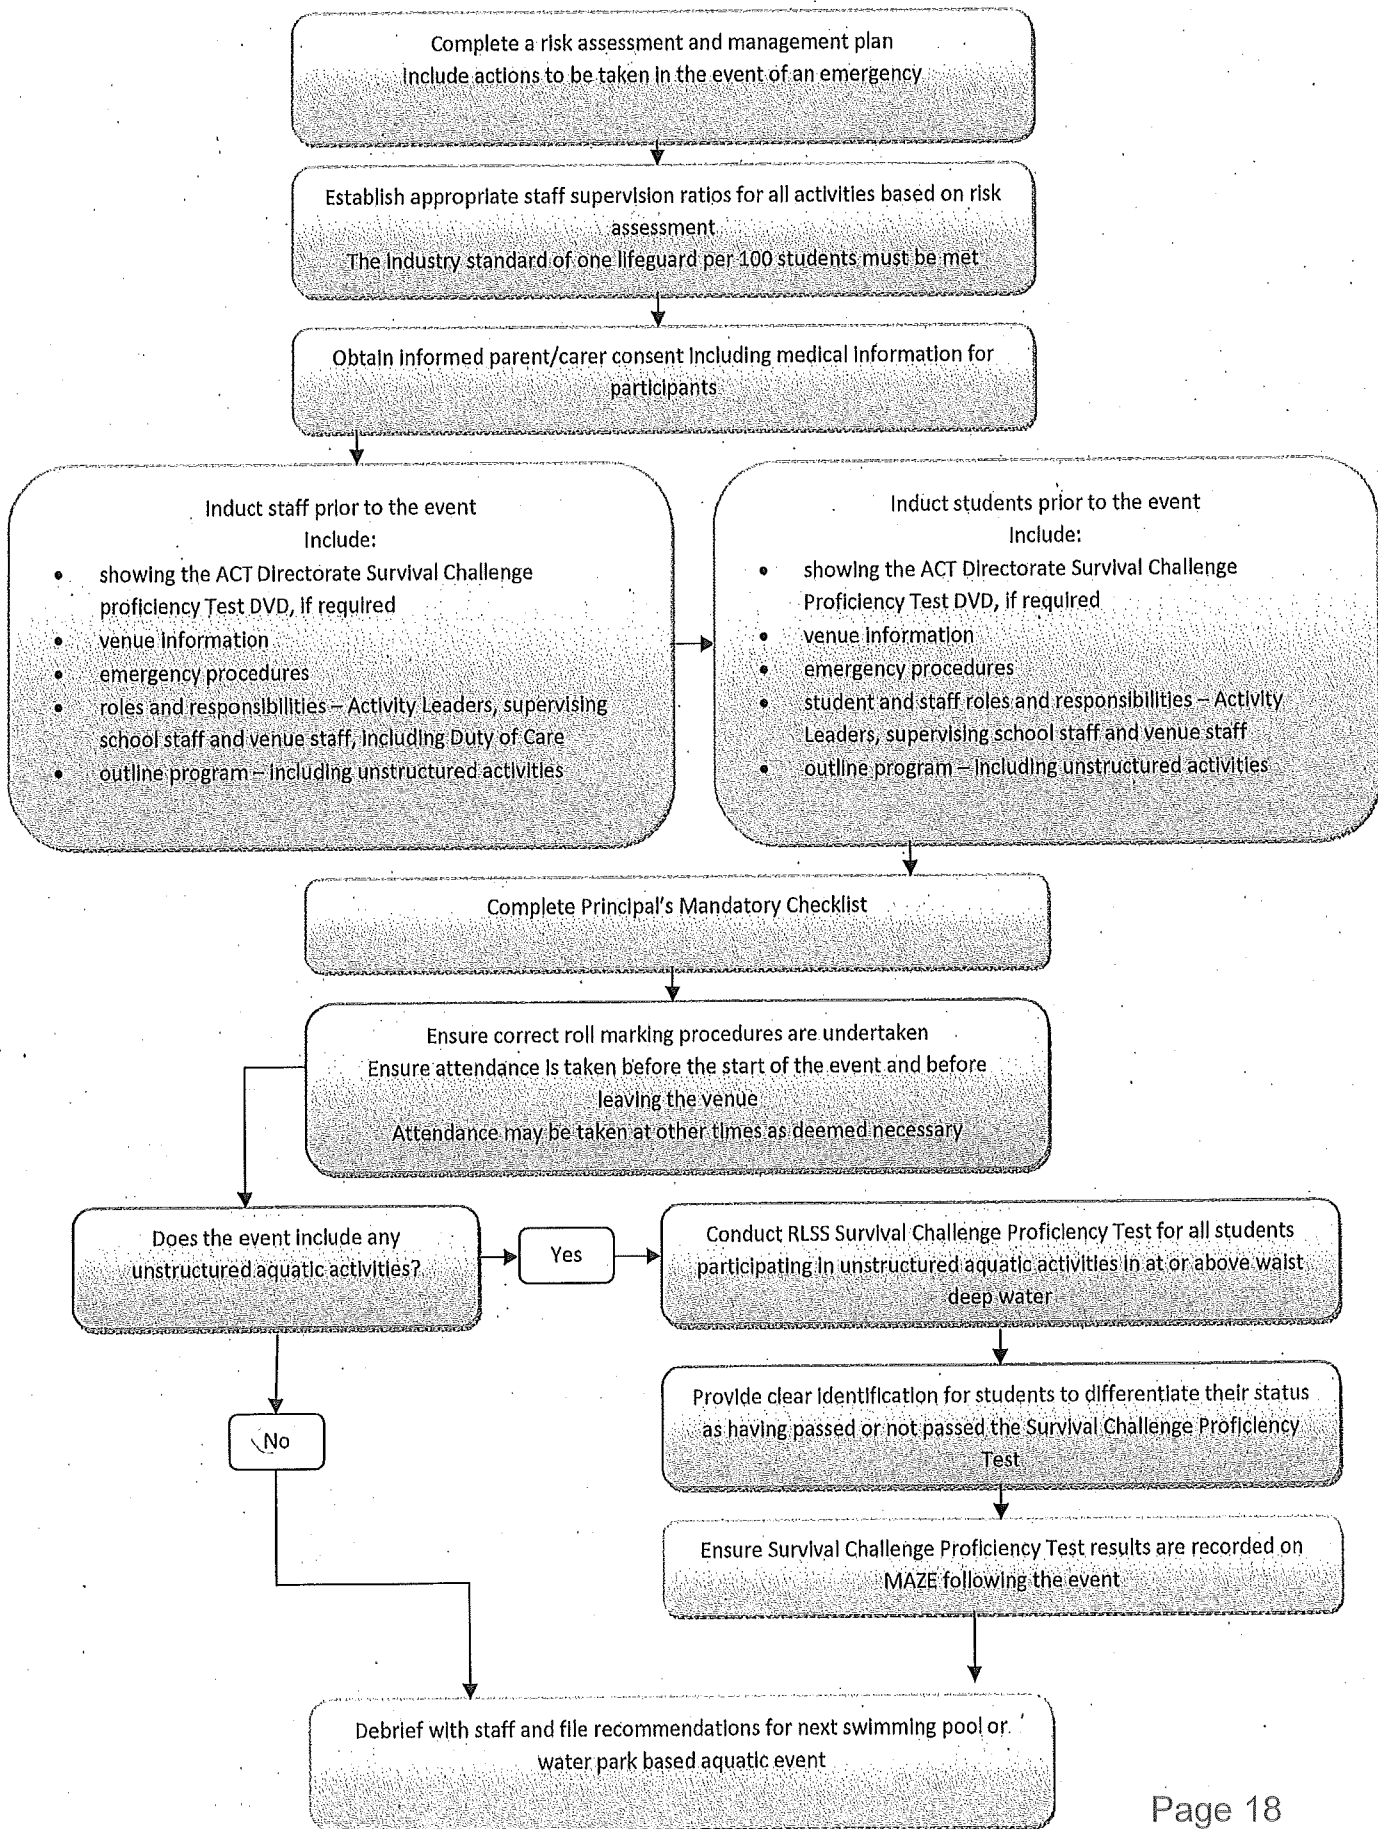 Complete a risk assessment and management plan
Include actions to be taken in the event of an emergency
Establish appropriate staff supervision ratios for all activities based on risk
assessment
The industry standard of one lifeguard per 100 students must be met
Obtain informed parent/carer consent including medical information for
participants
Induct staff prior to the event
Include:
• showing the ACT Directorate Survival Challenge
proficiency Test DVD, if required
• venue information
• emergency procedures
• roles and responsibilities – Activity Leaders, supervising
school staff and venue staff, including Duty of Care
• outline program – including unstructured activities
Induct students prior to the event
Include:
• showing the ACT Directorate Survival Challenge
Proficiency Test DVD, if required
• venue information
• emergency procedures
• student and staff roles and responsibilities – Activity
Leaders, supervising school staff and venue staff
• outline program – including unstructured activities
Complete Principal's Mandatory Checklist
Ensure correct roll marking procedures are undertaken
Ensure attendance is taken before the start of the event and before
leaving the venue
Attendance may be taken at other times as deemed necessary
Does the event include any
unstructured aquatic activities?
Yes
Conduct RLSS Survival Challenge Proficiency Test for all students
participating in unstructured aquatic activities in at or above waist
deep water
Provide clear identification for students to differentiate their status
as having passed or not passed the Survival Challenge Proficiency
Test
No
Ensure Survival Challenge Proficiency Test results are recorded on
MAZE following the event
Debrief with staff and file recommendations for next swimming pool or
water park based aquatic event
Page 18